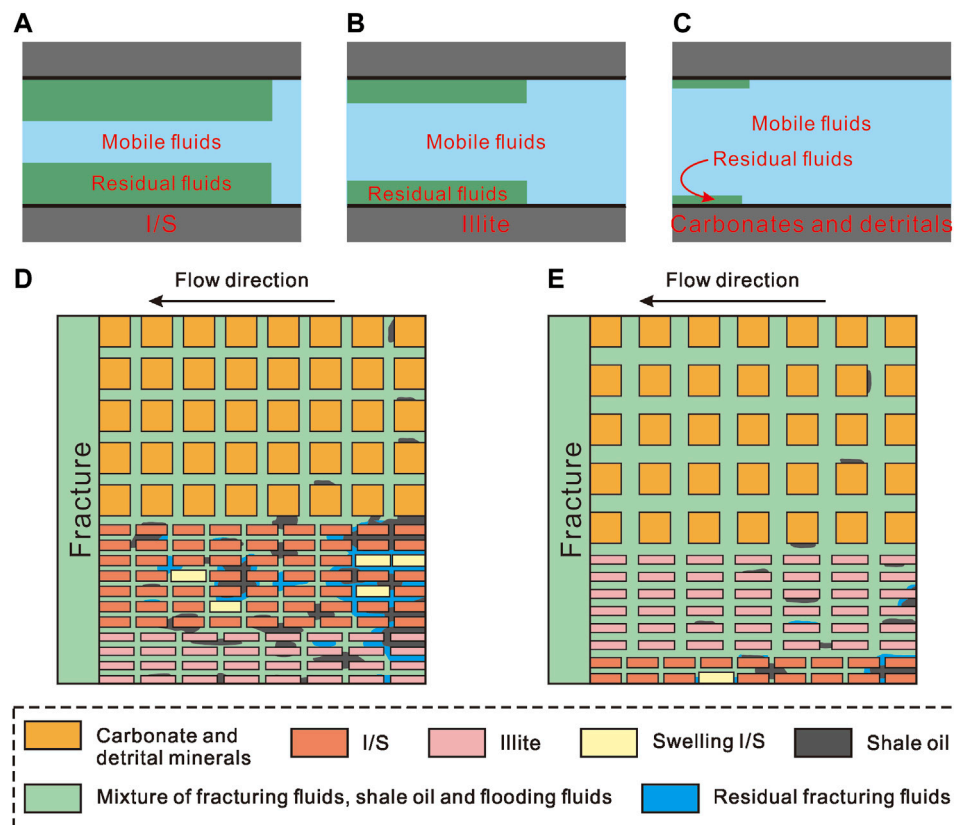 A
B
C
Mobile fluids
Residual fluids
I/S
Mobile fluids
Residual fluids
Illite
Mobile fluids
Residual fluids
Carbonates and detritals
D
Flow direction
Fracture
E
Flow direction
Fracture
Carbonate and
detrital minerals
I/S
Illite
Swelling I/S
Shale oil
Mixture of fracturing fluids, shale oil and flooding fluids
Residual fracturing fluids